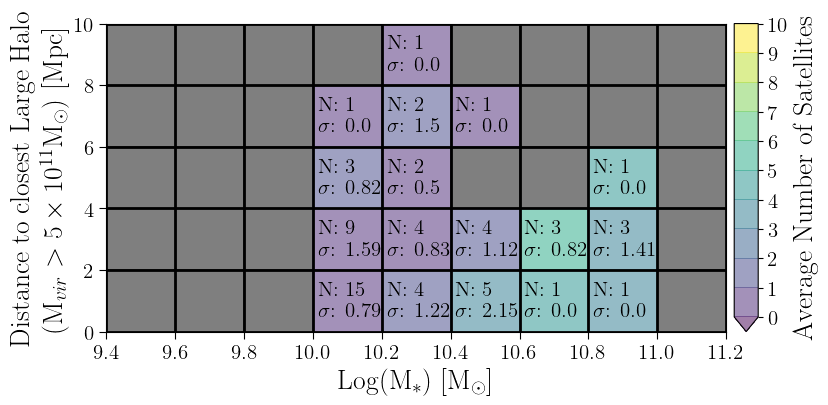 Distance to closest Large Halo
(M_vir > 5 × 10^11 M_⊙) [Mpc]
10
8
6
4
2
0
N: 1
σ: 0.0
N: 1
σ: 0.0
N: 2
σ: 1.5
N: 1
σ: 0.0
N: 3
σ: 0.82
N: 2
σ: 0.5
N: 1
σ: 0.0
N: 9
σ: 1.59
N: 4
σ: 0.83
N: 4
σ: 1.12
N: 3
σ: 0.82
N: 3
σ: 1.41
N: 15
σ: 0.79
N: 4
σ: 1.22
N: 5
σ: 2.15
N: 1
σ: 0.0
N: 1
σ: 0.0
9.4 9.6 9.8 10.0 10.2 10.4 10.6 10.8 11.0 11.2
Log(M_*) [M_⊙]
10
9
8
7
6
5
4
3
2
1
0
Average Number of Satellites